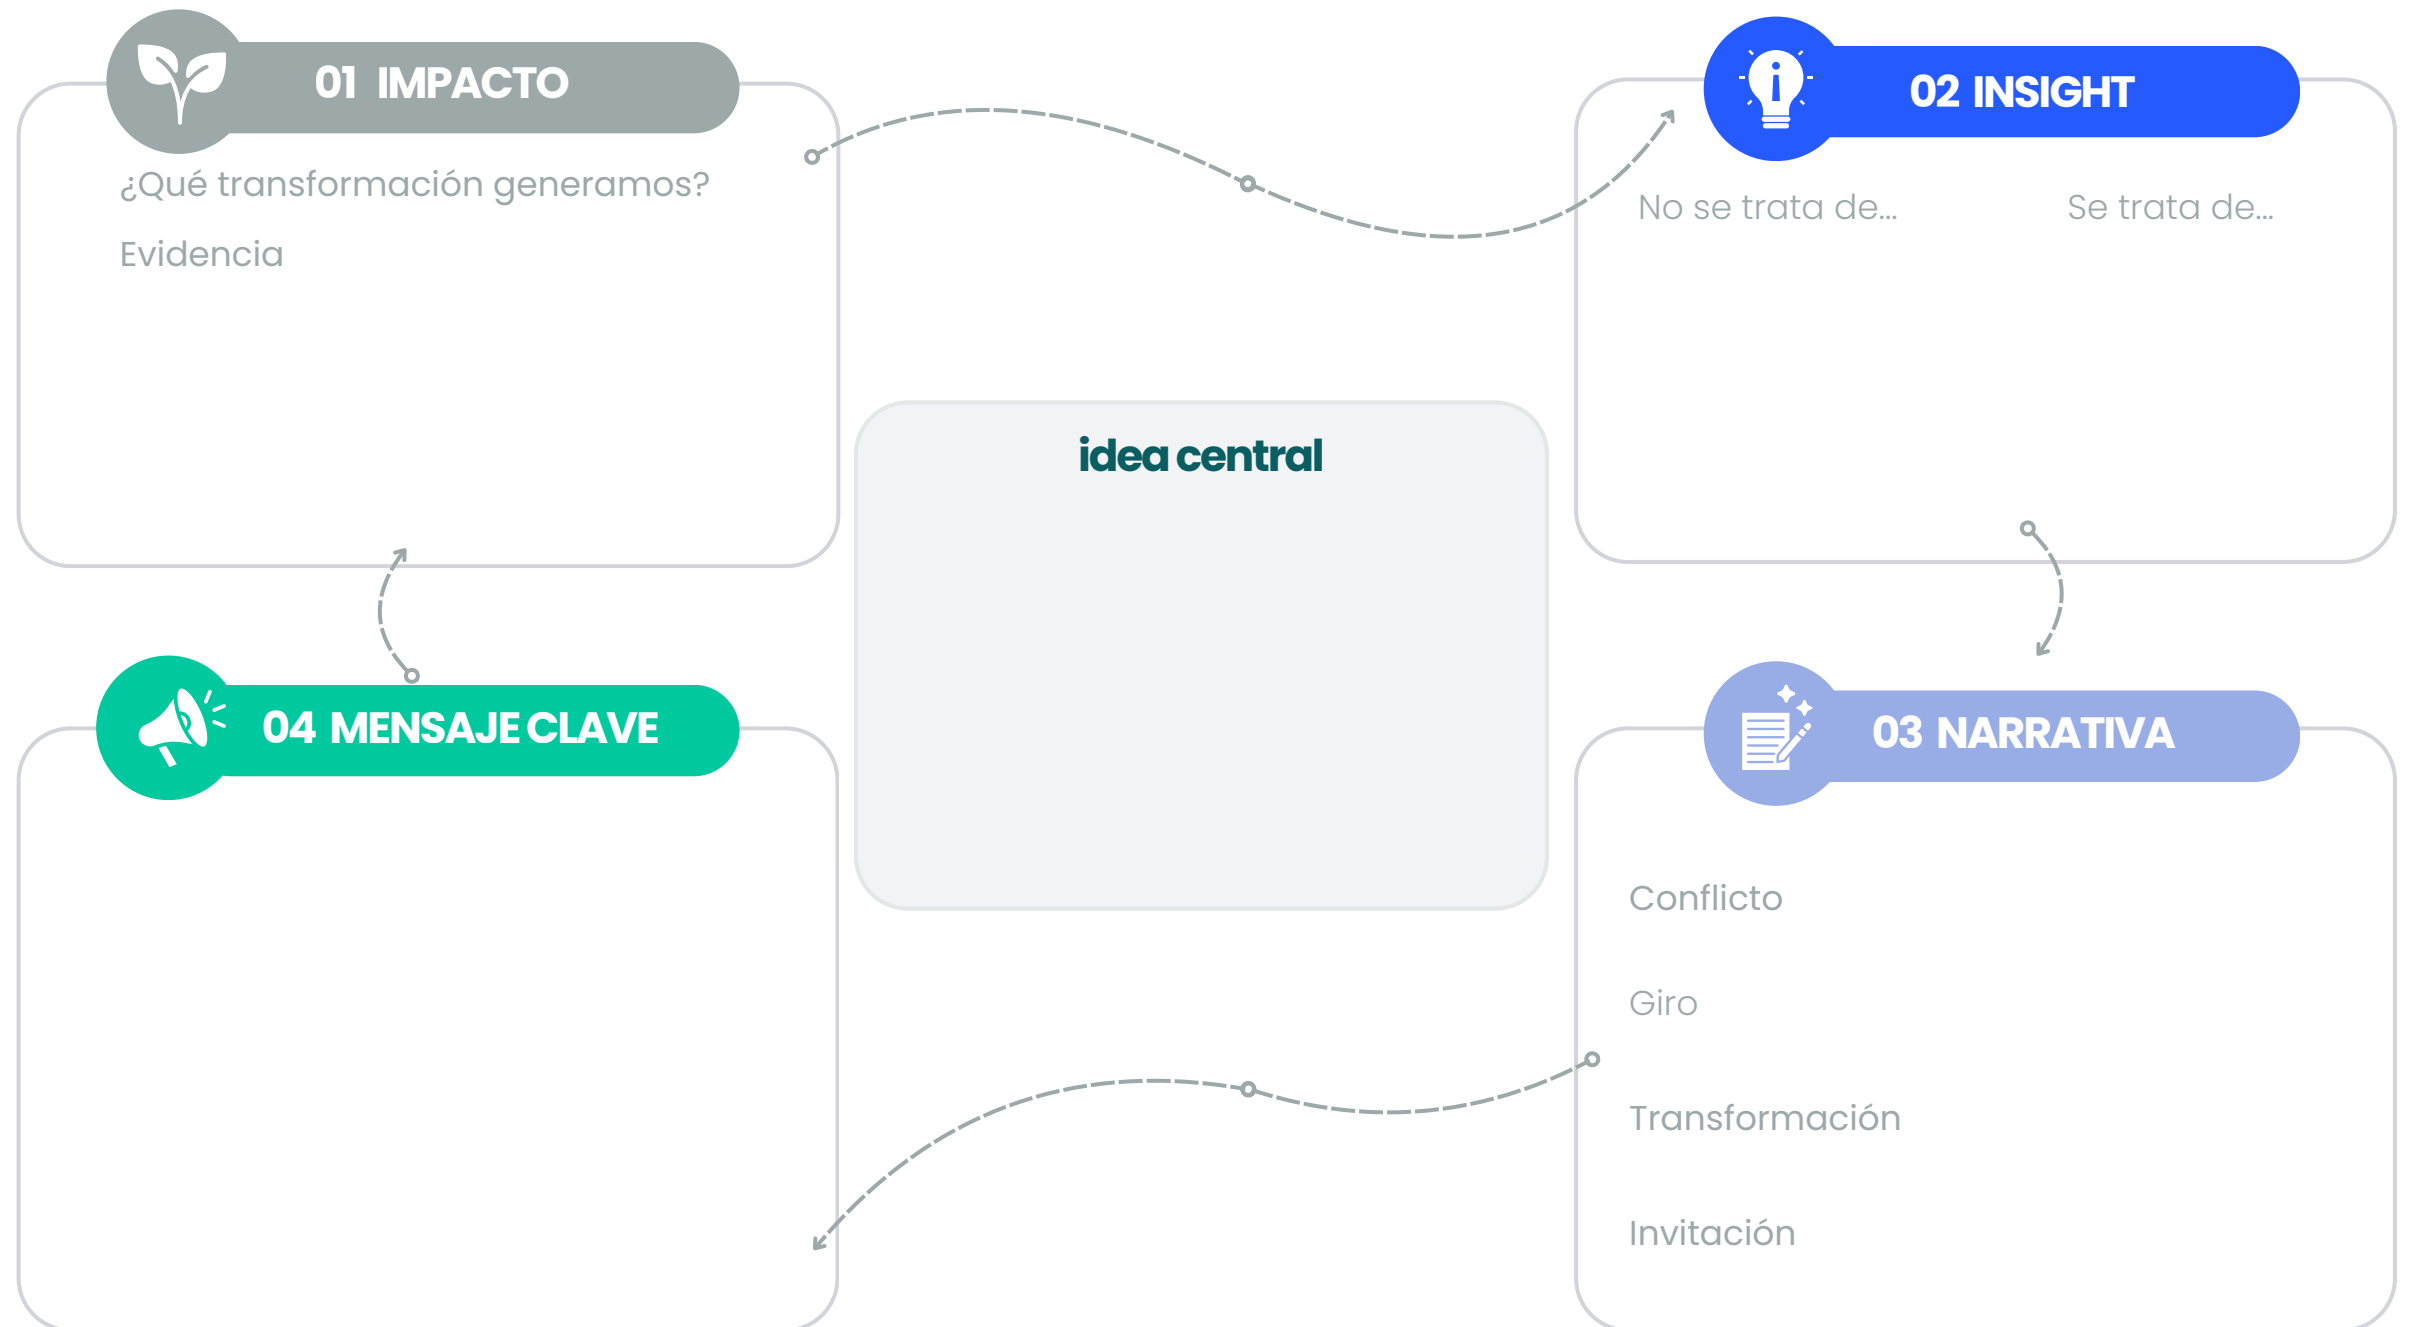 01 IMPACTO
¿Qué transformación generamos?
Evidencia
02 INSIGHT
No se trata de...
Se trata de...
idea central
04 MENSAJE CLAVE
03 NARRATIVA
Conflicto
Giro
Transformación
Invitación